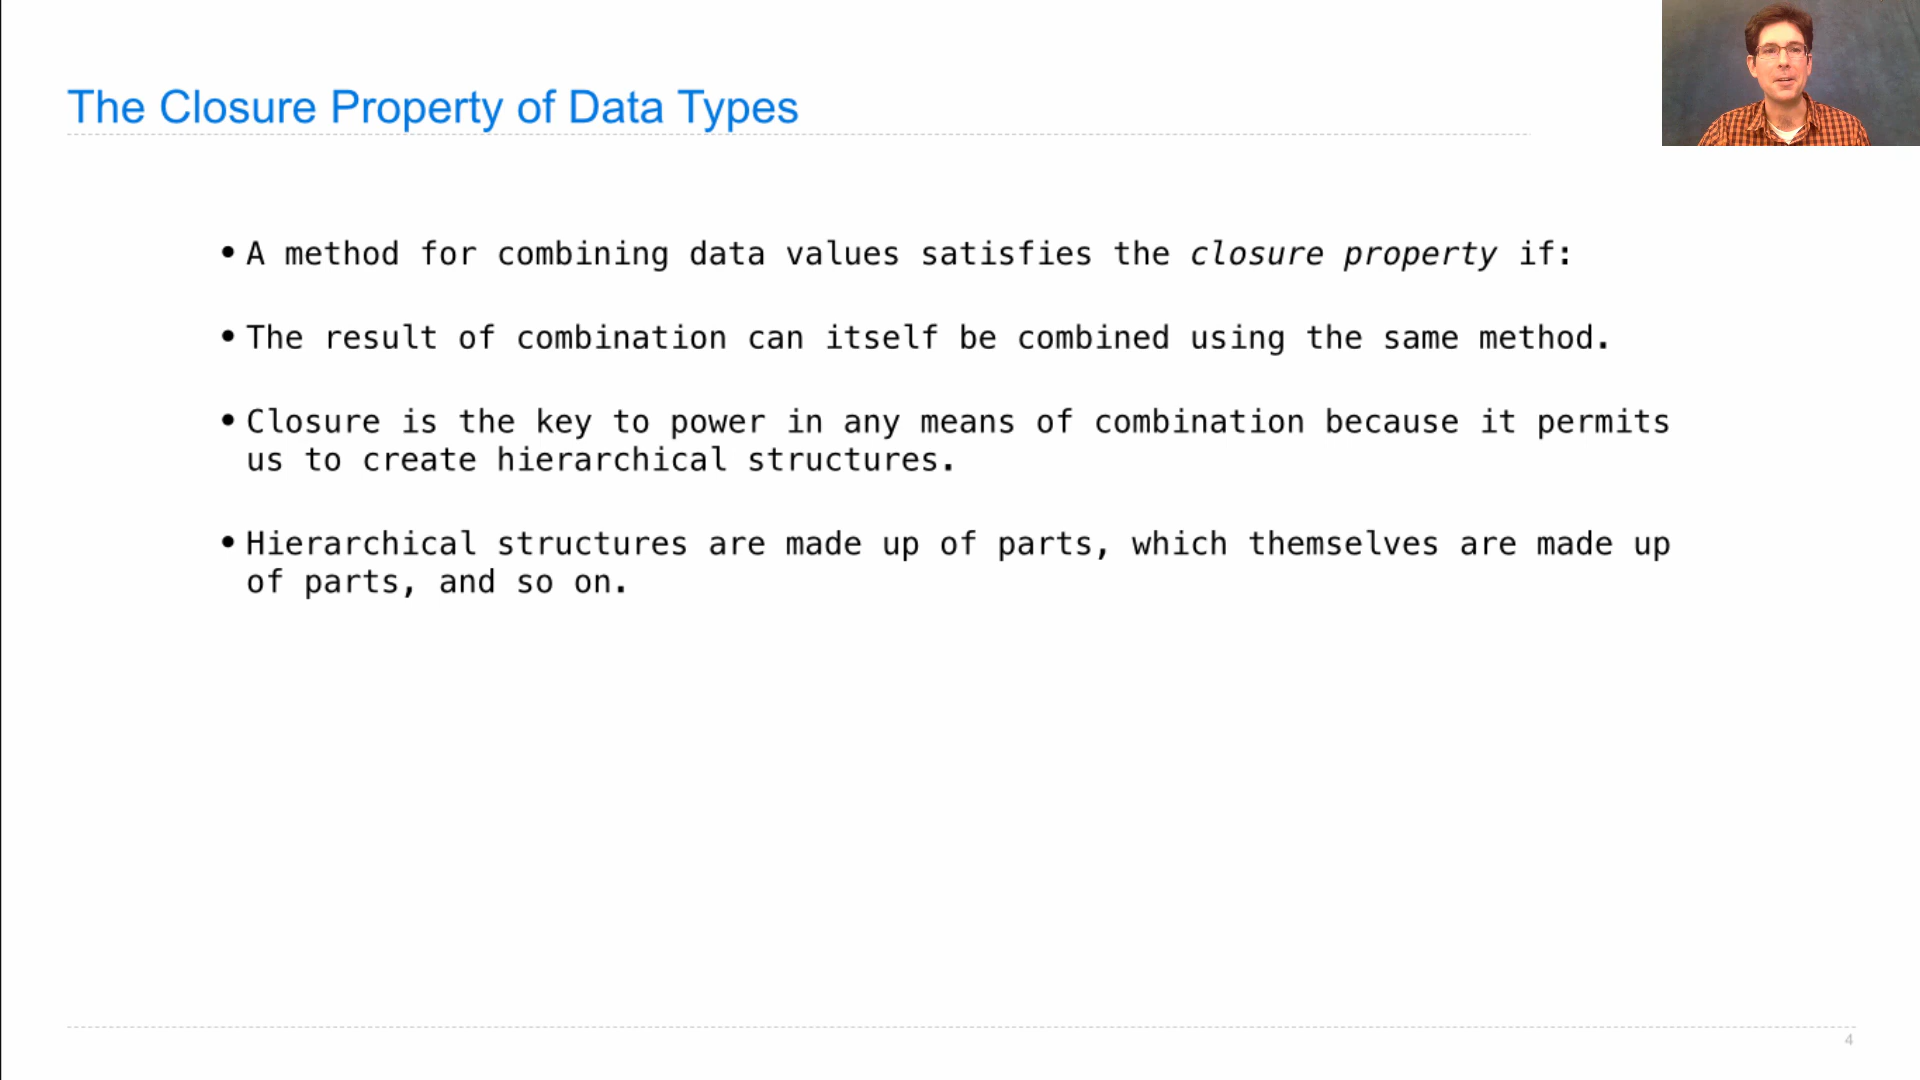 The Closure Property of Data Types
• A method for combining data values satisfies the closure property if:
• The result of combination can itself be combined using the same method.
• Closure is the key to power in any means of combination because it permits
us to create hierarchical structures.
• Hierarchical structures are made up of parts, which themselves are made up
of parts, and so on.
4